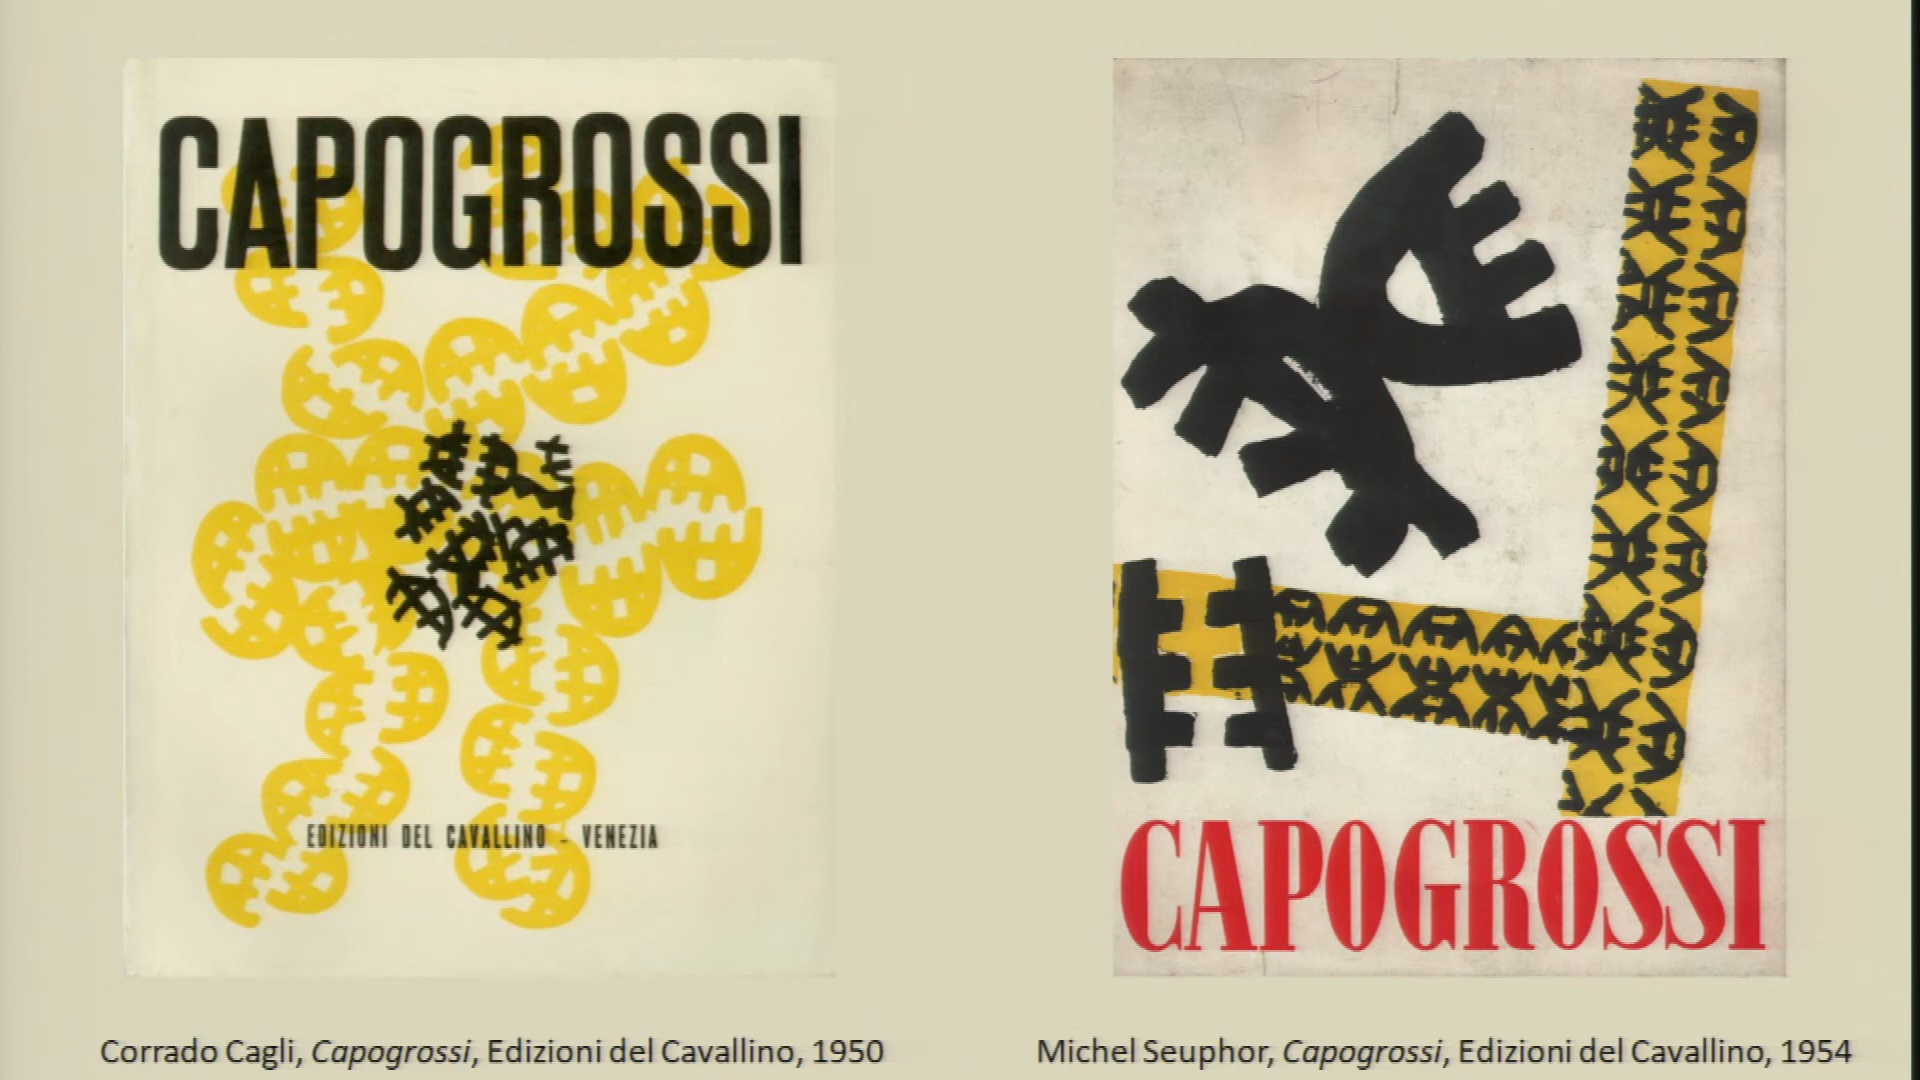 CAPOGROSSI
EDIZIONI DEL CAVALLINO - VENEZIA
Corrado Cagli, Capogrossi, Edizioni del Cavallino, 1950
CAPOGROSSI
Michel Seuphor, Capogrossi, Edizioni del Cavallino, 1954